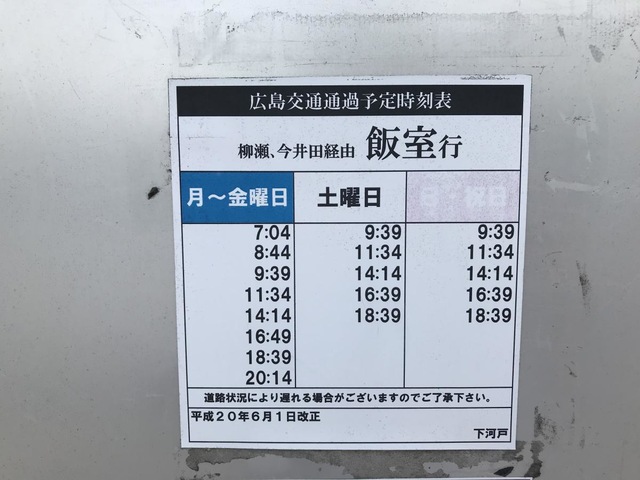 広島交通通過予定時刻表
柳瀬、今井田経由 飯室行
月〜金曜日 土曜日 日・祝日
7:04 9:39 9:39
8:44 11:34 11:34
9:39 14:14 14:14
11:34 16:39 16:39
14:14 18:39 18:39
16:49
18:39
20:14
道路状況により遅れる場合がございますのでご了承下さい。
平成20年6月1日改正
下河戸